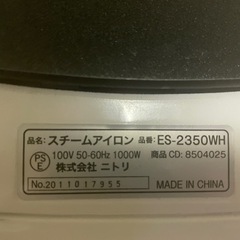 品名: スチームアイロン 品番: ES-2350WH
PSE 100V 50-60Hz 1000W 商品CD: 8504025
株式会社 ニトリ
No.2011017955 MADE IN CHINA